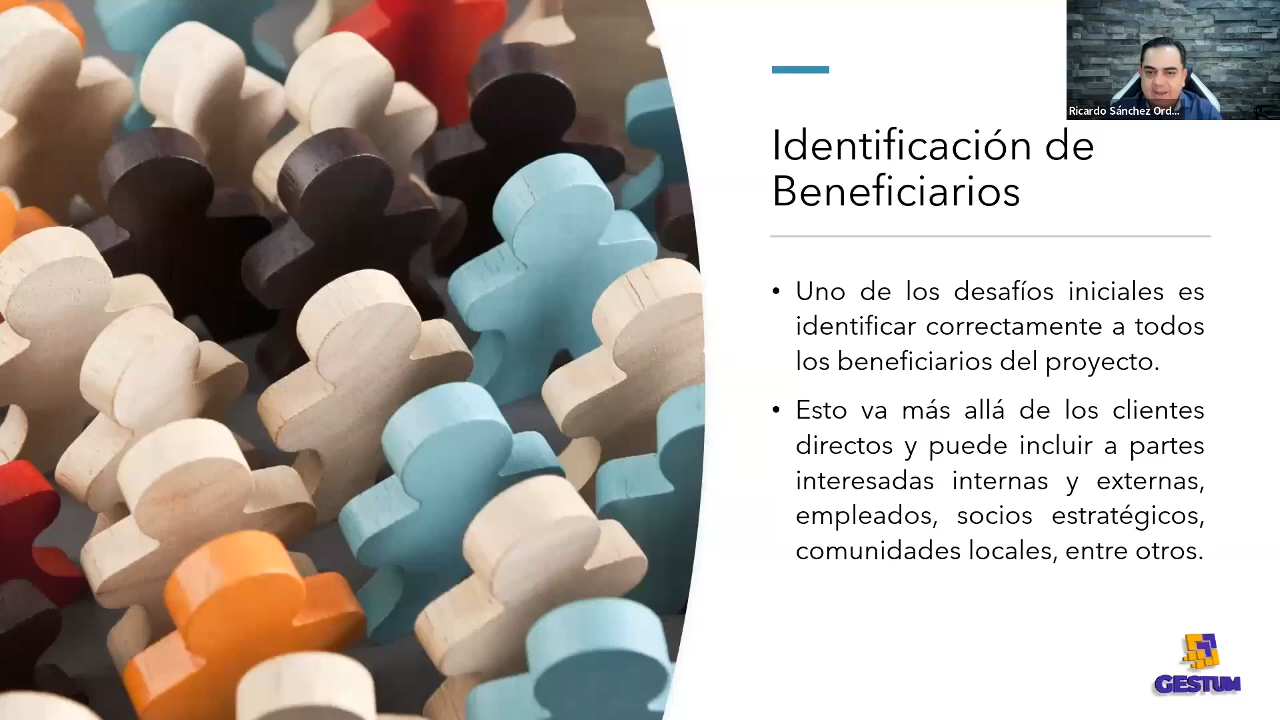 Ricardo Sánchez Ord...
Identificación de
Beneficiarios
• Uno de los desafíos iniciales es
identificar correctamente a todos
los beneficiarios del proyecto.
• Esto va más allá de los clientes
directos y puede incluir a partes
interesadas internas y externas,
empleados, socios estratégicos,
comunidades locales, entre otros.
GESTUM